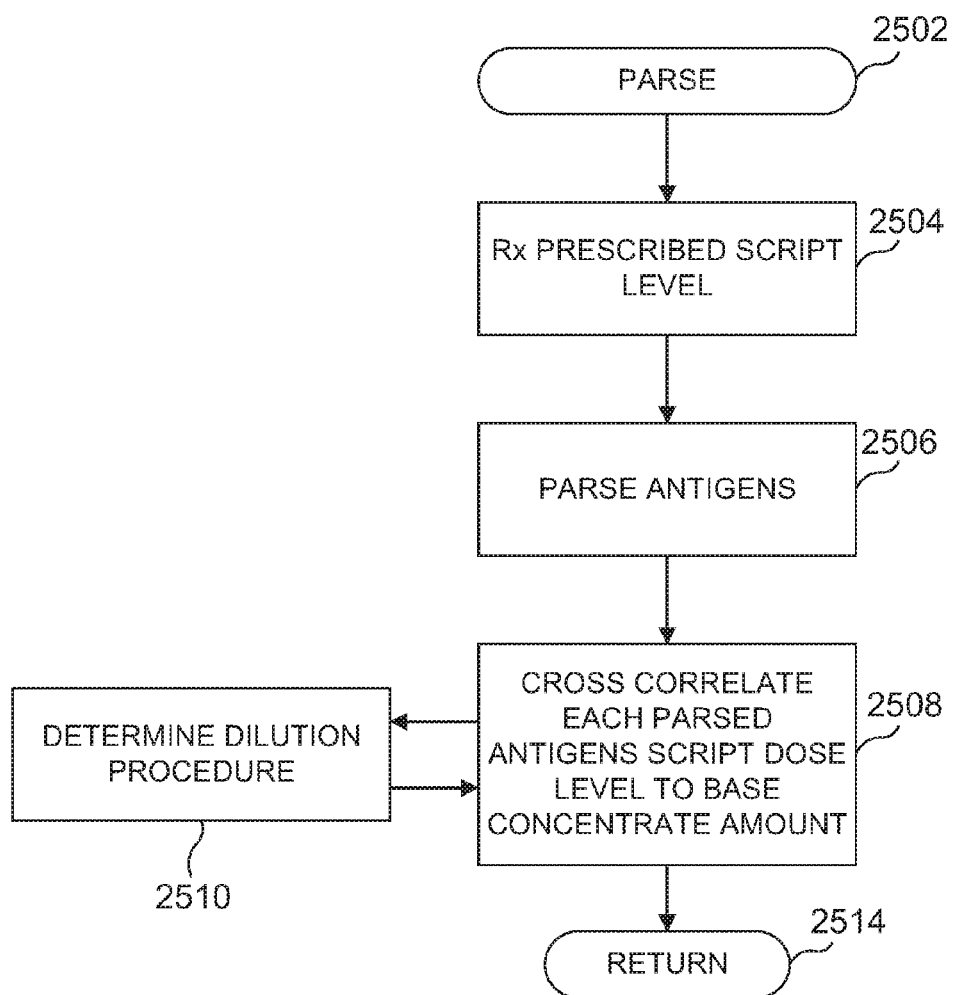 2502
PARSE
2504
Rx PRESCRIBED SCRIPT
LEVEL
2506
PARSE ANTIGENS
CROSS CORRELATE
EACH PARSED
ANTIGENS SCRIPT DOSE
LEVEL TO BASE
CONCENTRATE AMOUNT
2508
DETERMINE DILUTION
PROCEDURE
2510
2514
RETURN